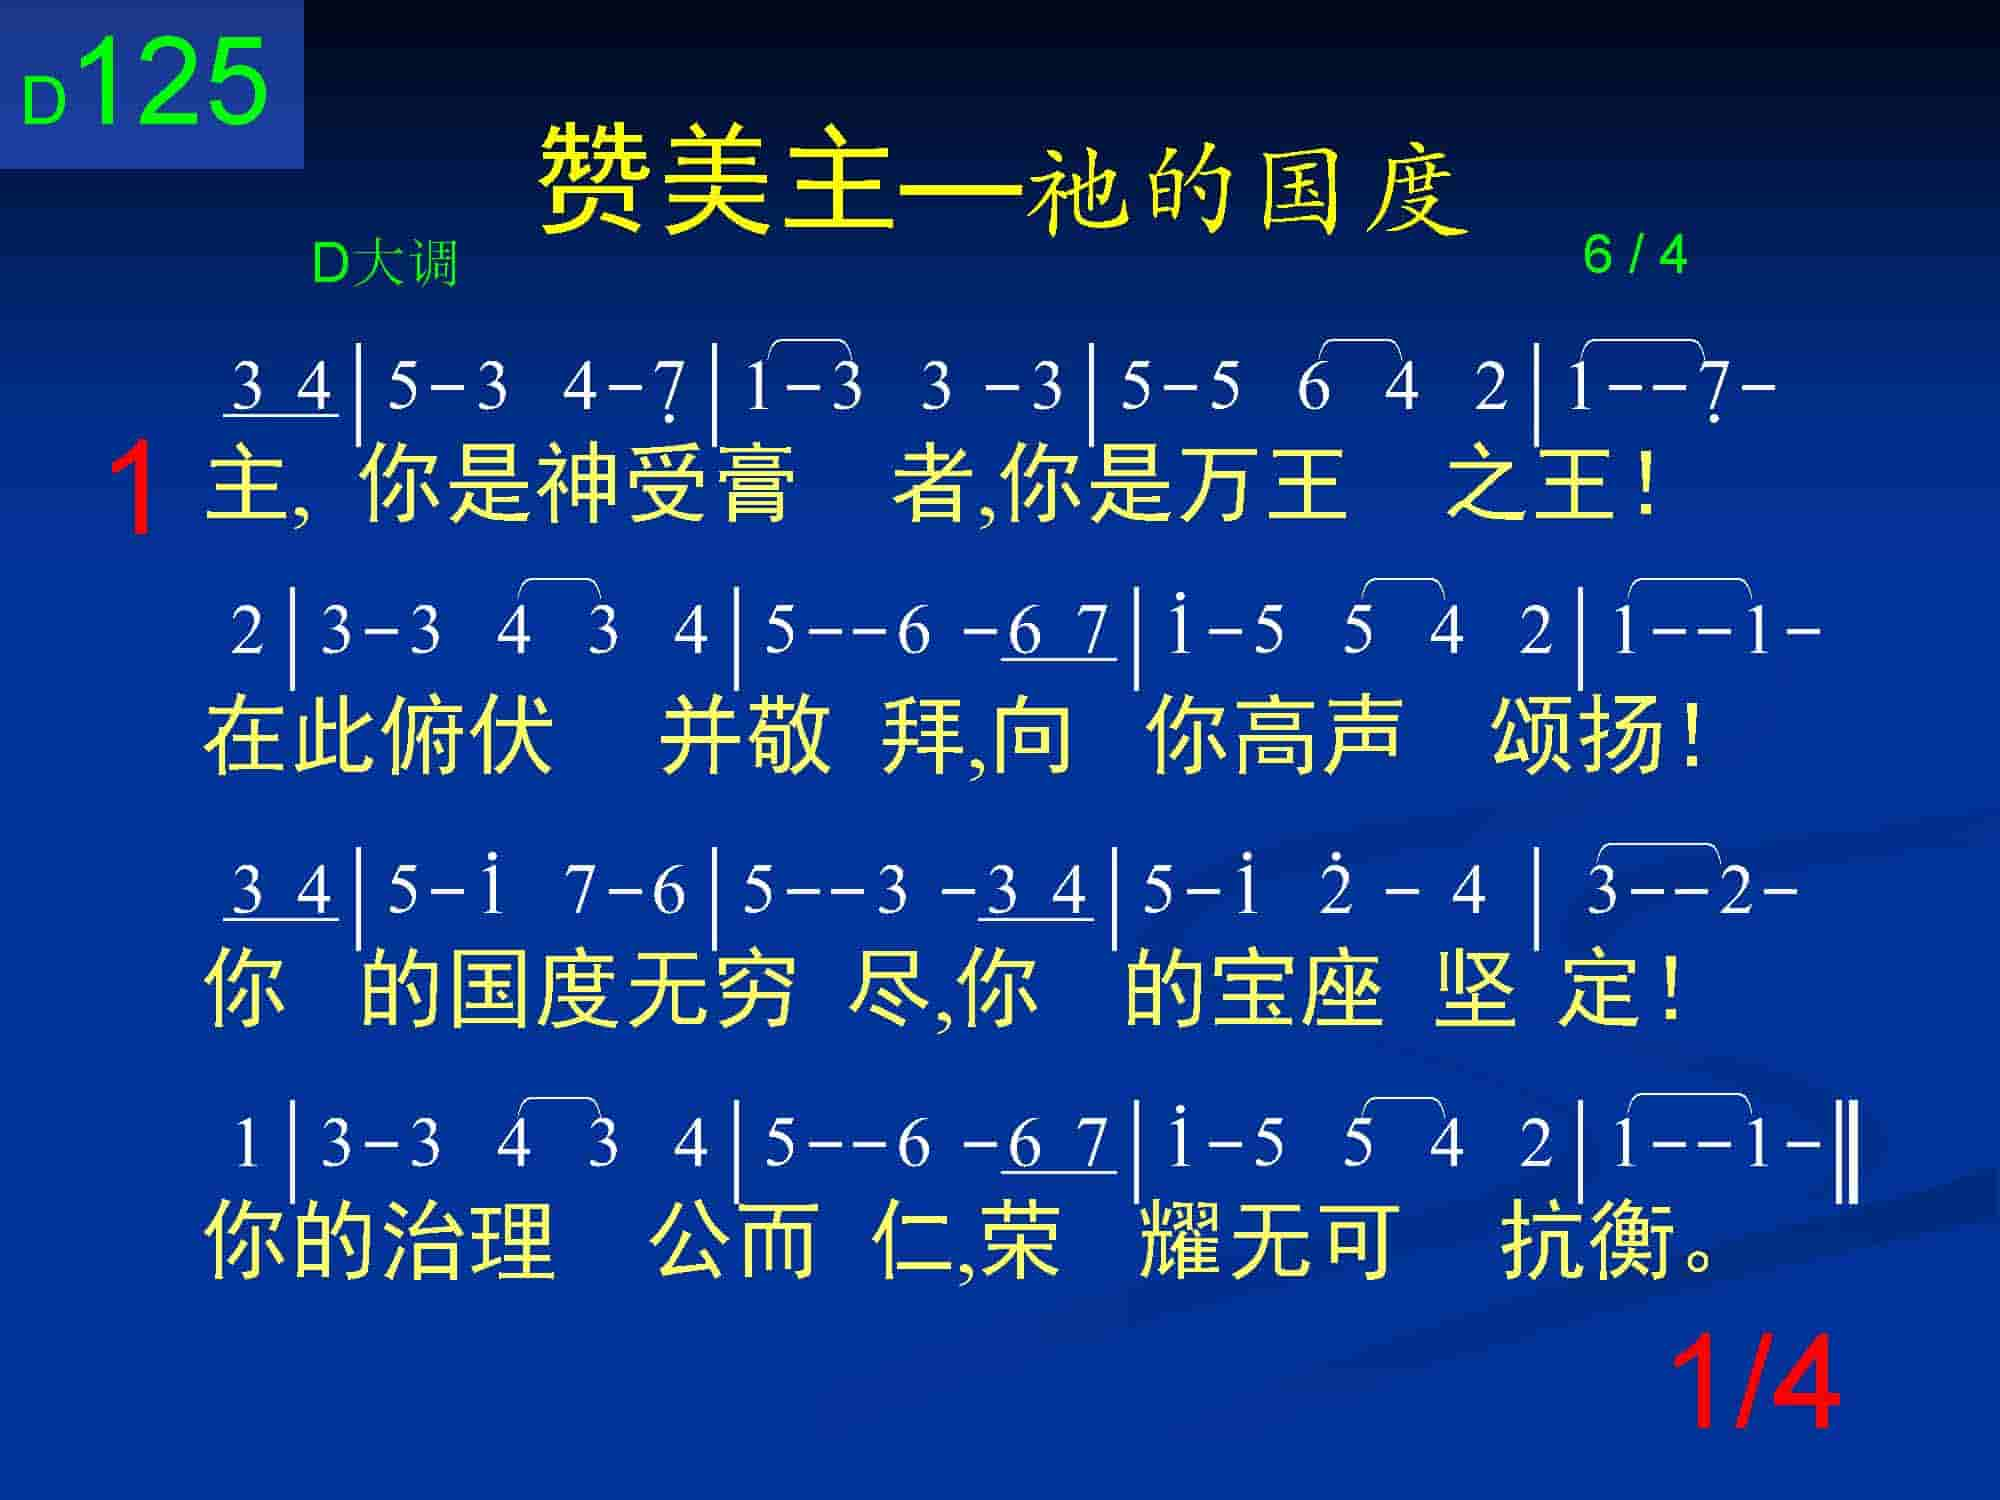 D125
赞美主—祂的国度
D大调 6 / 4
3 4 | 5-3 4-7̣ | 1-3 3 -3 | 5-5 6 4 2 | 1--7̣-
1 主, 你是神受膏 者,你是万王 之王!
2 | 3-3 4 3 4 | 5--6 -6 7 | 1̇-5 5 4 2 | 1--1-
在此俯伏 并敬 拜,向 你高声 颂扬!
3 4 | 5-1̇ 7-6 | 5--3 -3 4 | 5-1̇ 2̇ - 4 | 3--2-
你 的国度无穷 尽,你 的宝座 坚 定!
1 | 3-3 4 3 4 | 5--6 -6 7 | 1̇-5 5 4 2 | 1--1-‖
你的治理 公而 仁,荣 耀无可 抗衡。
1/4